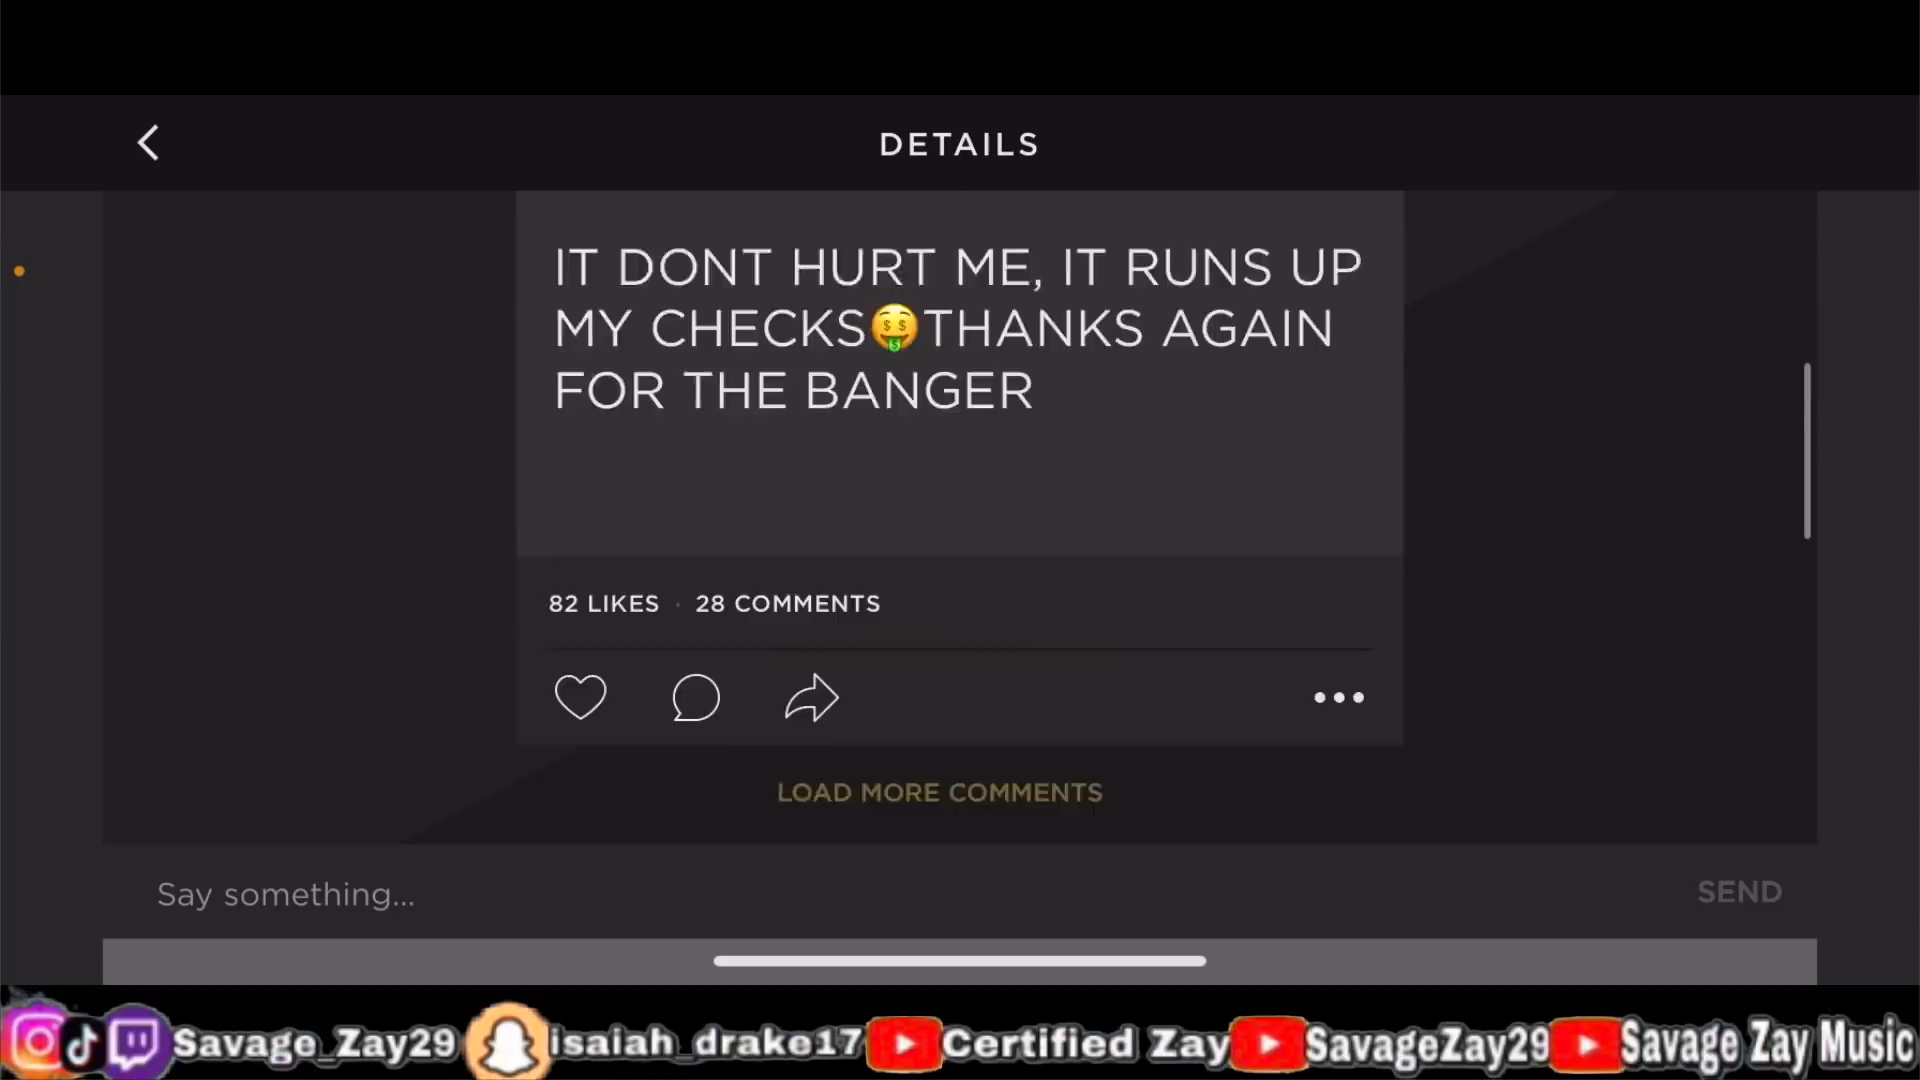 DETAILS
IT DONT HURT ME, IT RUNS UP
MY CHECKS🤑THANKS AGAIN
FOR THE BANGER
82 LIKES · 28 COMMENTS
LOAD MORE COMMENTS
Say something...
SEND
Savage_Zay29 isaiah_drake17 Certified Zay SavageZay29 Savage Zay Music